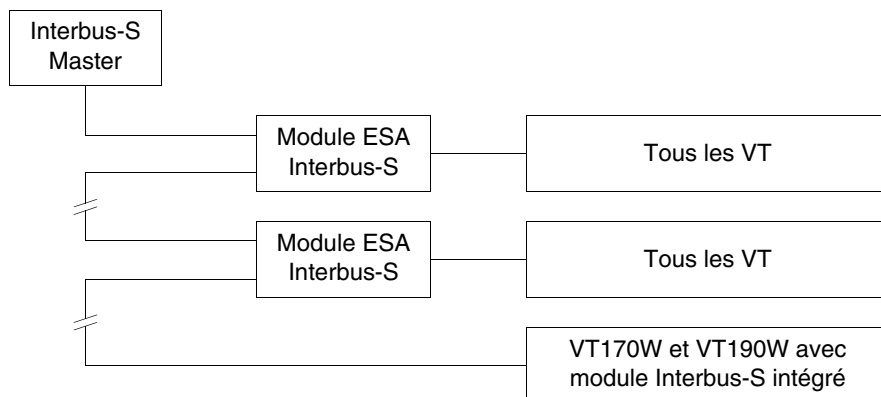 Interbus-S
Master
Module ESA
Interbus-S
Tous les VT
Module ESA
Interbus-S
Tous les VT
VT170W et VT190W avec
module Interbus-S intégré